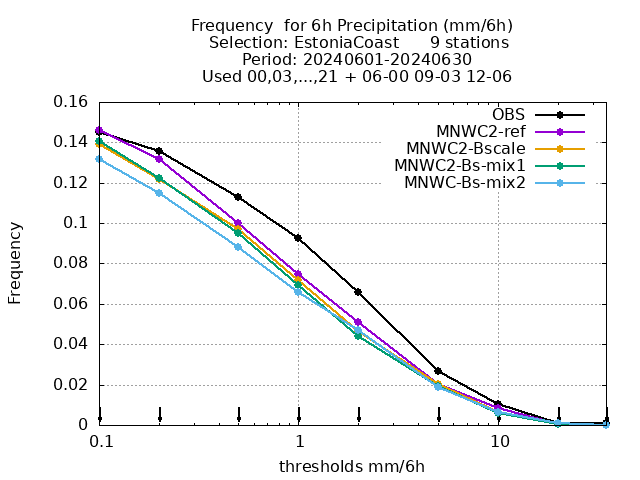 Frequency  for 6h Precipitation (mm/6h)
Selection: EstoniaCoast      9 stations
Period: 20240601-20240630
Used 00,03,...,21 + 06-00 09-03 12-06
OBS
MNWC2-ref
MNWC2-Bscale
MNWC2-Bs-mix1
MNWC-Bs-mix2
0.16
0.14
0.12
0.1
0.08
0.06
0.04
0.02
0
Frequency
0.1 1 10
thresholds mm/6h